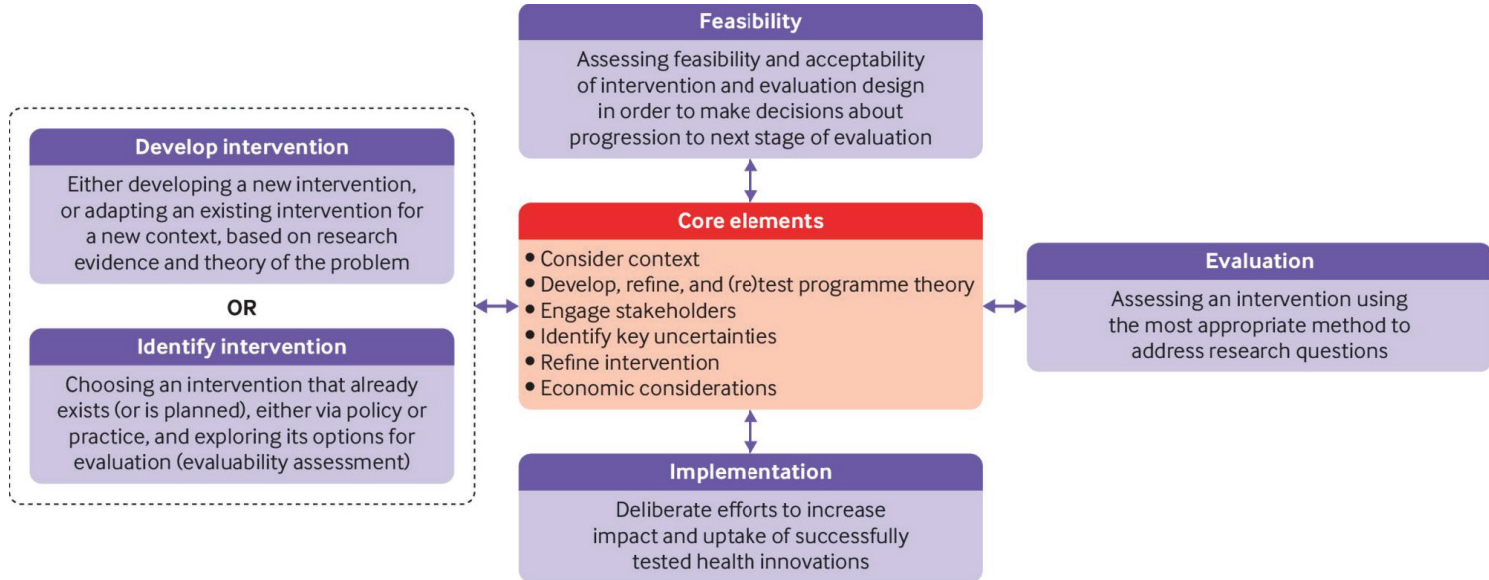 Feasibility
Assessing feasibility and acceptability
of intervention and evaluation design
in order to make decisions about
progression to next stage of evaluation
Develop intervention
Either developing a new intervention,
or adapting an existing intervention for
a new context, based on research
evidence and theory of the problem
OR
Identify intervention
Choosing an intervention that already
exists (or is planned), either via policy or
practice, and exploring its options for
evaluation (evaluability assessment)
Core elements
• Consider context
• Develop, refine, and (re)test programme theory
• Engage stakeholders
• Identify key uncertainties
• Refine intervention
• Economic considerations
Evaluation
Assessing an intervention using
the most appropriate method to
address research questions
Implementation
Deliberate efforts to increase
impact and uptake of successfully
tested health innovations